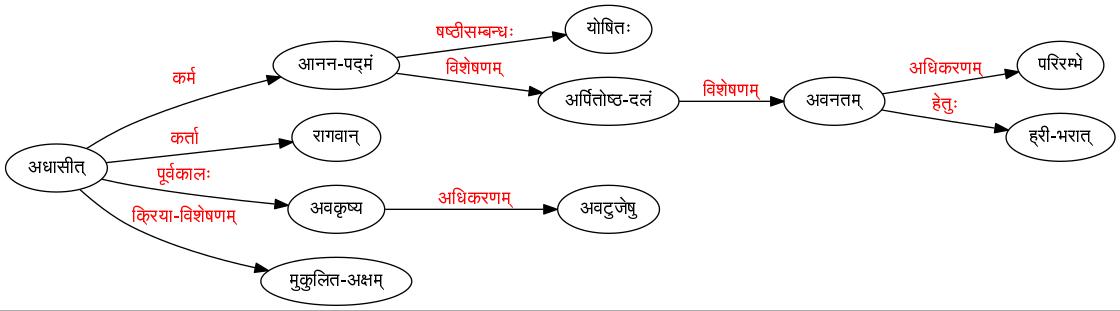 योषितः
षष्ठीसम्बन्धः
आनन-पद्मं
विशेषणम्
परिरम्भे
कर्म
अर्पितोष्ठ-दलं
विशेषणम्
अवनतम्
अधिकरणम्
हेतुः
रागवान्
कर्ता
ह्री-भरात्
अधासीत्
पूर्वकालः
अवकृष्य
अधिकरणम्
अवटुजेषु
क्रिया-विशेषणम्
मुकुलित-अक्षम्